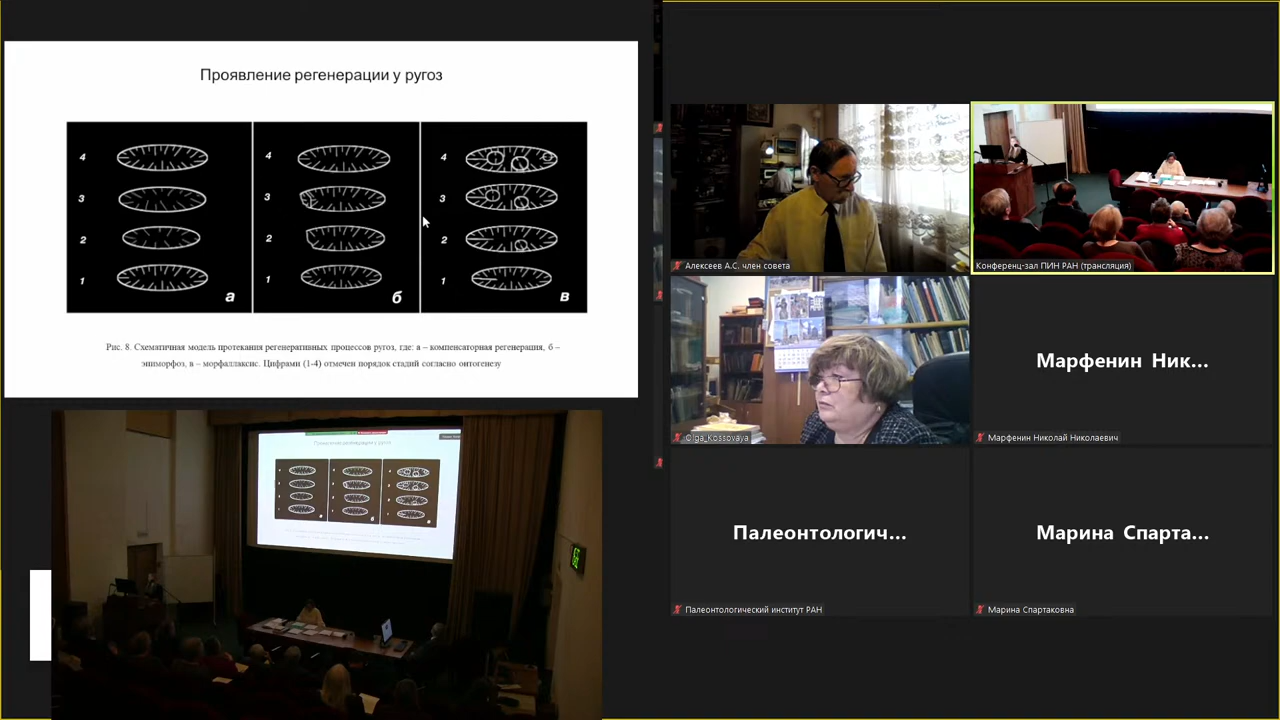 Проявление регенерации у ругоз
4
3
2
1
а
4
3
2
1
б
4
3
2
1
в
Рис. 8. Схематичная модель протекания регенеративных процессов ругоз, где: а – компенсаторная регенерация, б –
эпиморфоз, в – морфаллаксис. Цифрами (1-4) отмечен порядок стадий согласно онтогенезу
Проявление регенерации у ругоз
Алексеев А.С. член совета
Конференц-зал ПИН РАН (трансляция)
Olga_Kossovaya
Марфенин Ник...
Марфенин Николай Николаевич
Палеонтологич...
Палеонтологический институт РАН
Марина Спарта...
Марина Спартаковна